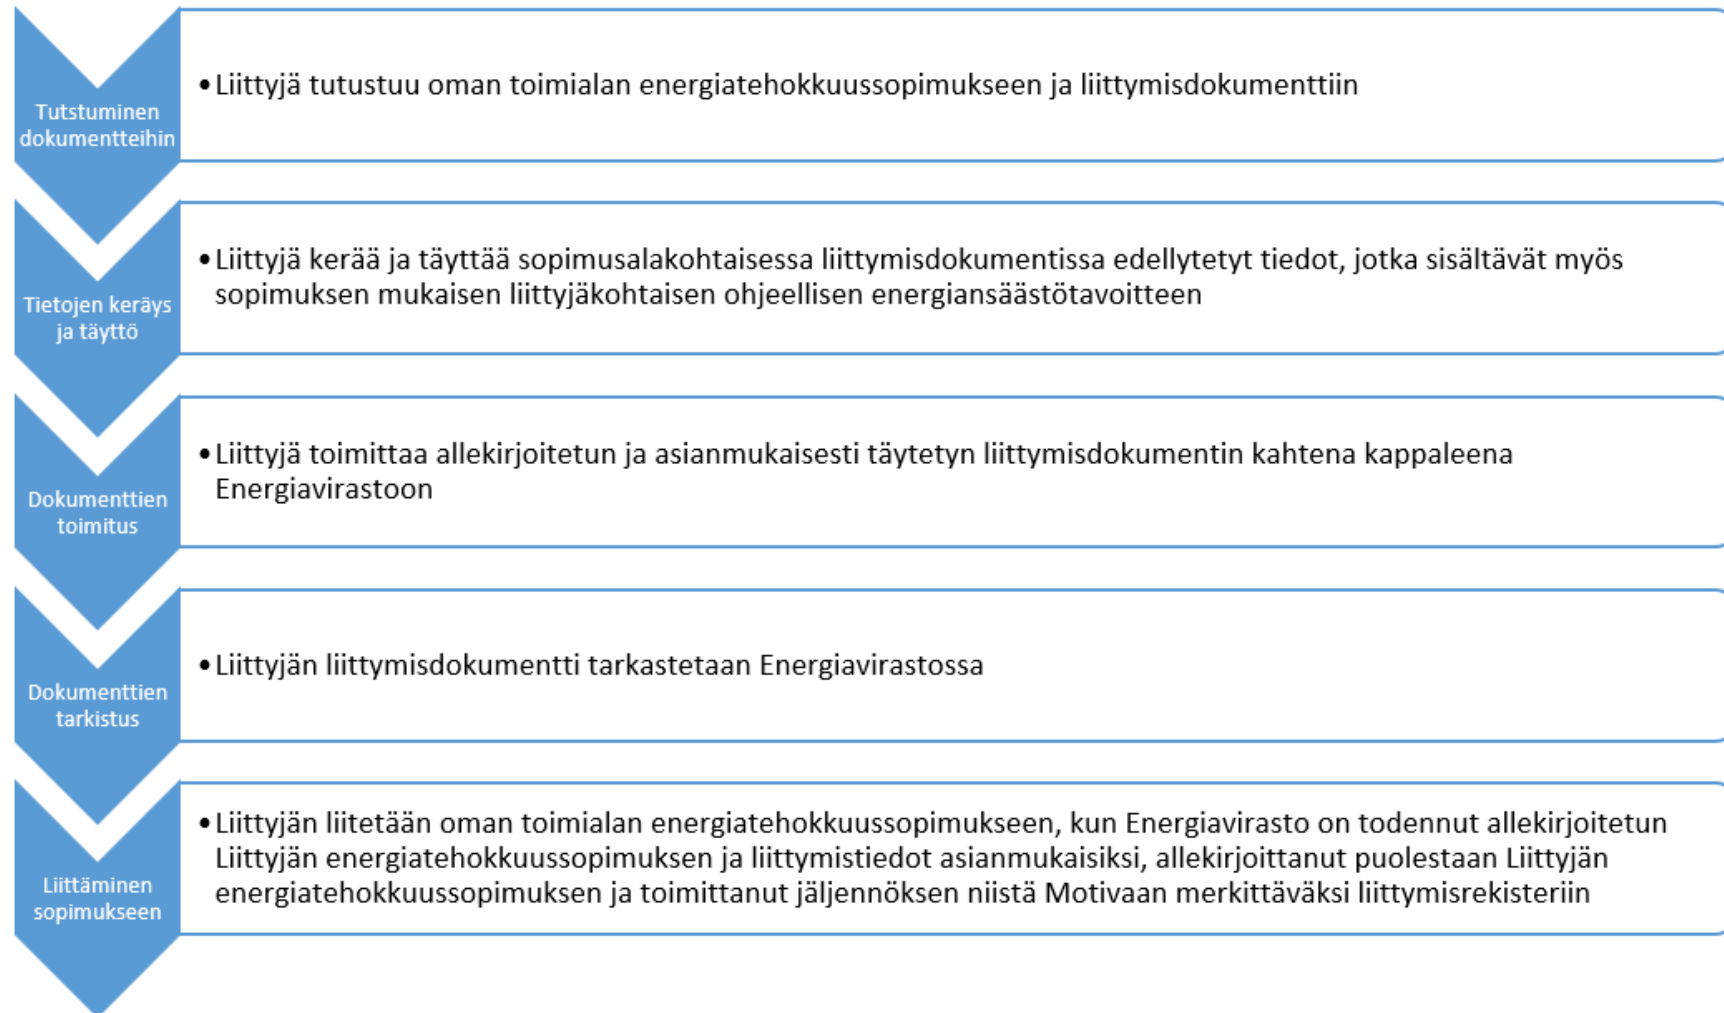 Tutstuminen
dokumentteihin
• Liittyjä tutustuu oman toimialan energiatehokkuussopimukseen ja liittymisdokumenttiin
Tietojen keräys
ja täyttö
• Liittyjä kerää ja täyttää sopimusalakohtaisessa liittymisdokumentissa edellytetyt tiedot, jotka sisältävät myös
sopimuksen mukaisen liittyjäkohtaisen ohjeellisen energiansäästötavoitteen
Dokumenttien
toimitus
• Liittyjä toimittaa allekirjoitetun ja asianmukaisesti täytetyn liittymisdokumentin kahtena kappaleena
Energiavirastoon
Dokumenttien
tarkistus
• Liittyjän liittymisdokumentti tarkastetaan Energiavirastossa
Liittäminen
sopimukseen
• Liittyjän liitetään oman toimialan energiatehokkuussopimukseen, kun Energiavirasto on todennut allekirjoitetun
Liittyjän energiatehokkuussopimuksen ja liittymistiedot asianmukaisiksi, allekirjoittanut puolestaan Liittyjän
energiatehokkuussopimuksen ja toimittanut jäljennöksen niistä Motivaan merkittäväksi liittymisrekisteriin